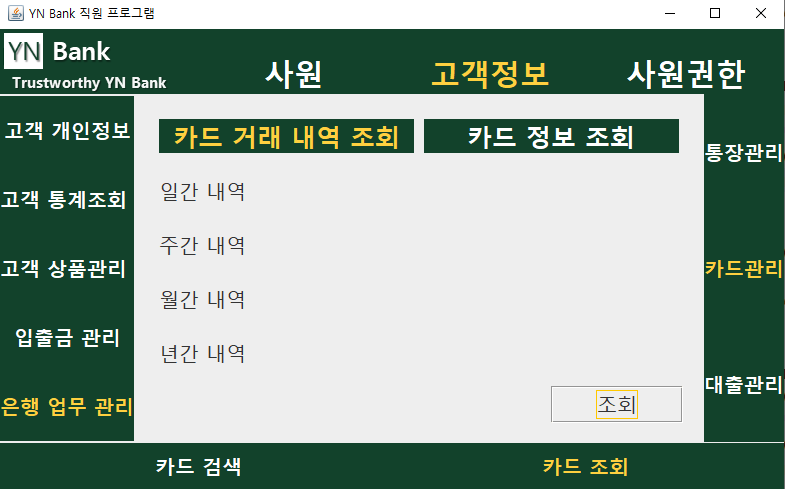 YN Bank 직원 프로그램
YN Bank
Trustworthy YN Bank
사원 고객정보 사원권한
고객 개인정보
고객 통계조회
고객 상품관리
입출금 관리
은행 업무 관리
카드 거래 내역 조회 카드 정보 조회
일간 내역
주간 내역
월간 내역
년간 내역
조회
통장관리
카드관리
대출관리
카드 검색 카드 조회